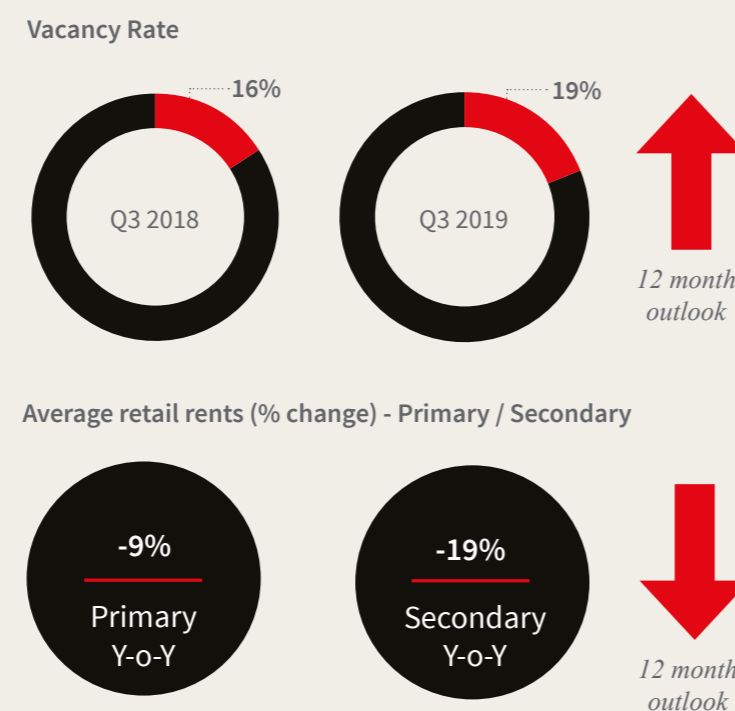 Vacancy Rate
16%
19%
Q3 2018
Q3 2019
12 month
outlook
Average retail rents (% change) - Primary / Secondary
-9%
Primary
Y-o-Y
-19%
Secondary
Y-o-Y
12 month
outlook